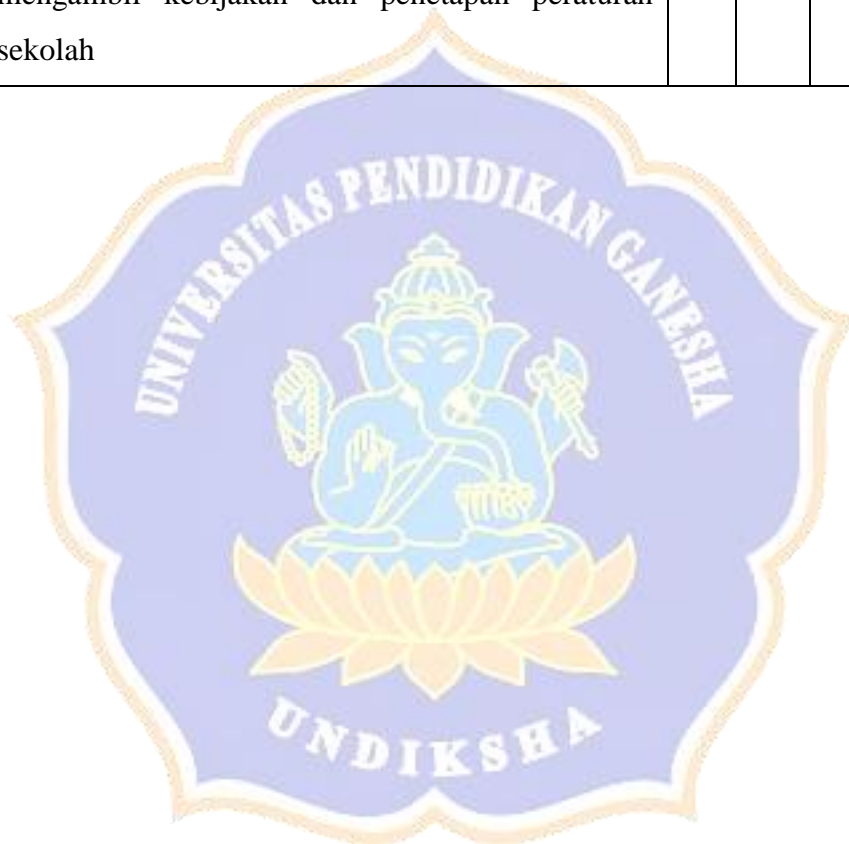 mengambil kebijakan dan penetapan peraturan
sekolah
UNIVERSITAS PENDIDIKAN GANESHA
UNDIKSHA